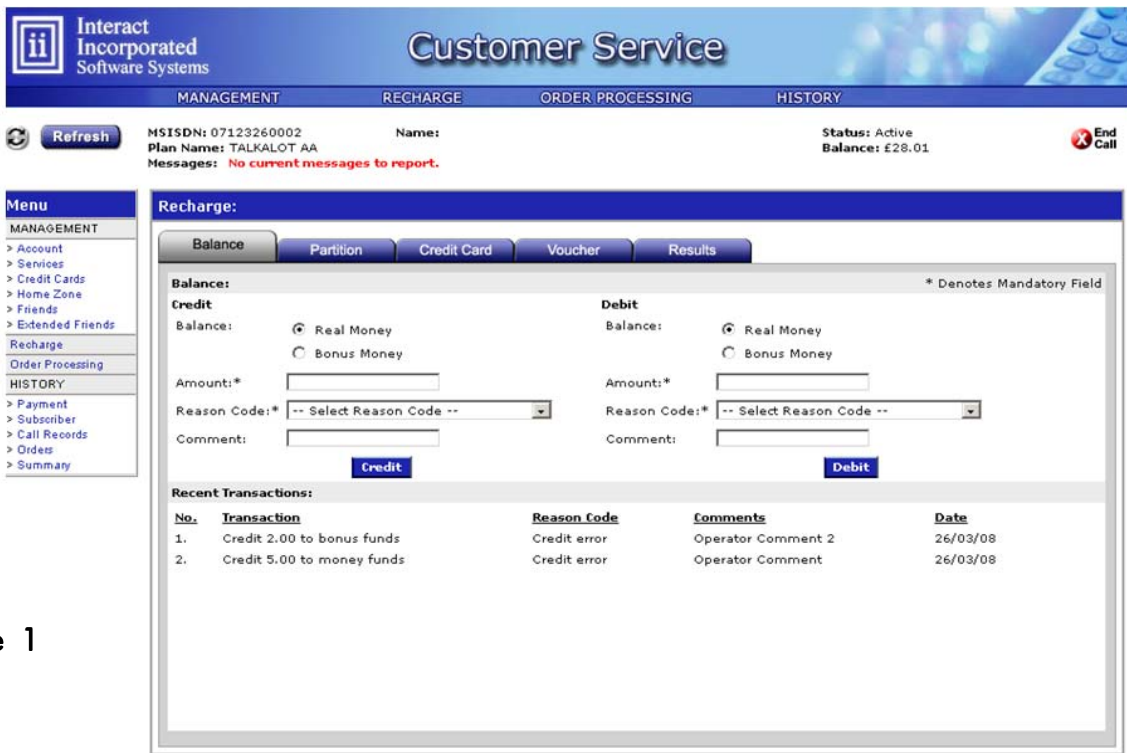 ii Interact
Incorporated
Software Systems
Customer Service
MANAGEMENT RECHARGE ORDER PROCESSING HISTORY
Refresh
MSISDN: 07123260002 Name: Status: Active
Plan Name: TALKALOT AA Balance: £28.01
Messages: No current messages to report.
X End
Call
Menu
MANAGEMENT
> Account
> Services
> Credit Cards
> Home Zone
> Friends
> Extended Friends
Recharge
Order Processing
HISTORY
> Payment
> Subscriber
> Call Records
> Orders
> Summary
Recharge:
Balance Partition Credit Card Voucher Results
Balance: * Denotes Mandatory Field
Credit Debit
Balance: Real Money Balance: Real Money
Bonus Money Bonus Money
Amount:* Amount:*
Reason Code:* -- Select Reason Code -- Reason Code:* -- Select Reason Code --
Comment: Comment:
Credit Debit
Recent Transactions:
No. Transaction Reason Code Comments Date
1. Credit 2.00 to bonus funds Credit error Operator Comment 2 26/03/08
2. Credit 5.00 to money funds Credit error Operator Comment 26/03/08
e 1